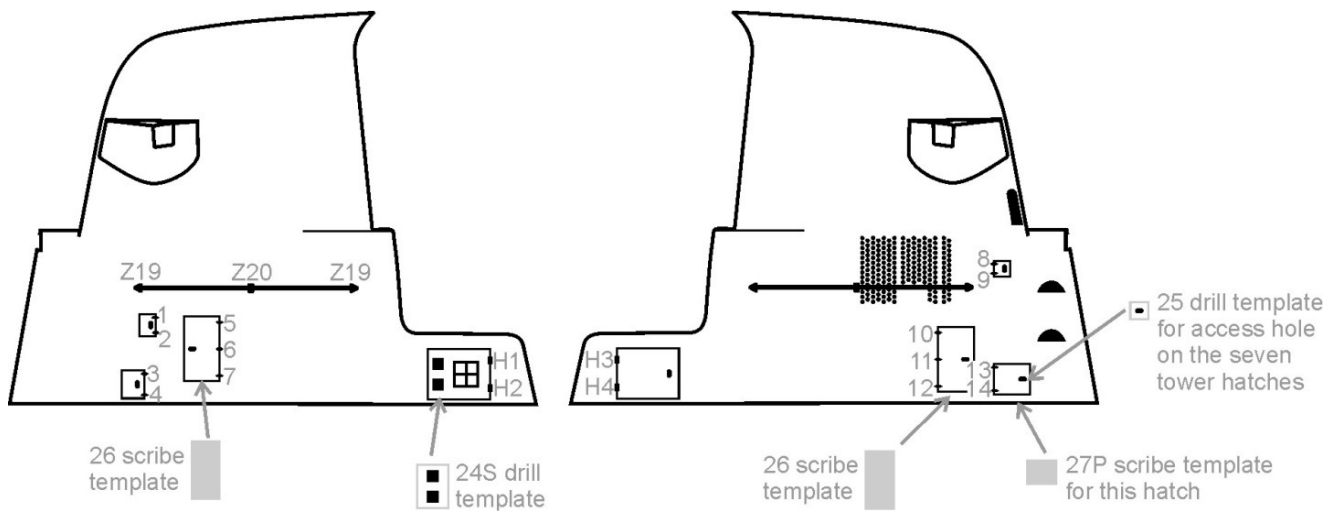 Z19 Z20 Z19
1
2
3
4
5
6
7
H1
H2
26 scribe
template
24S drill
template
8
9
10
11
12
13
14
H3
H4
25 drill template
for access hole
on the seven
tower hatches
26 scribe
template
27P scribe template
for this hatch